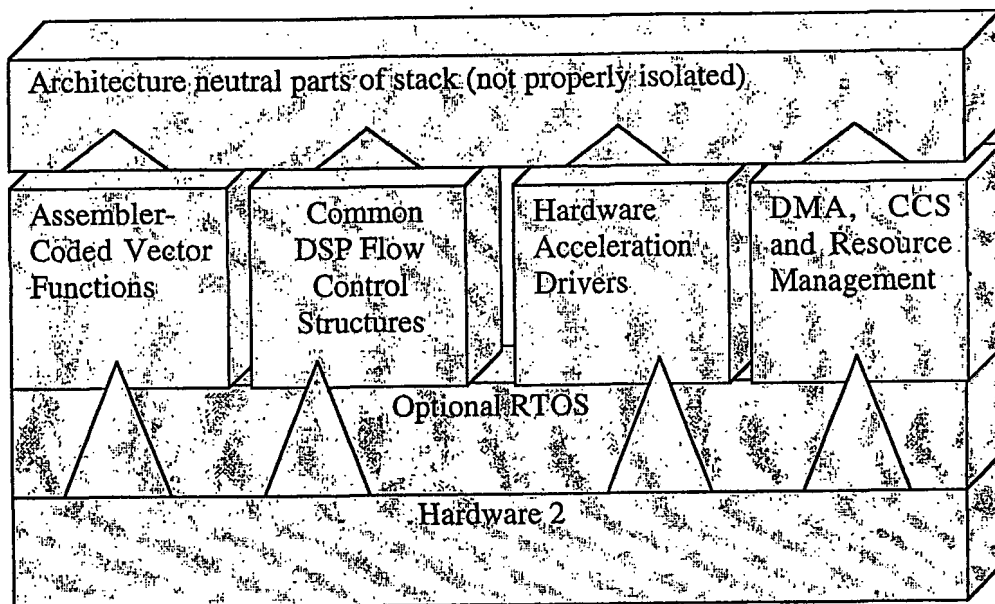 Architecture neutral parts of stack (not properly isolated)
Assembler-
Coded Vector
Functions
Common
DSP Flow
Control
Structures
Hardware
Acceleration
Drivers
DMA, CCS
and Resource
Management
Optional RTOS
Hardware 2